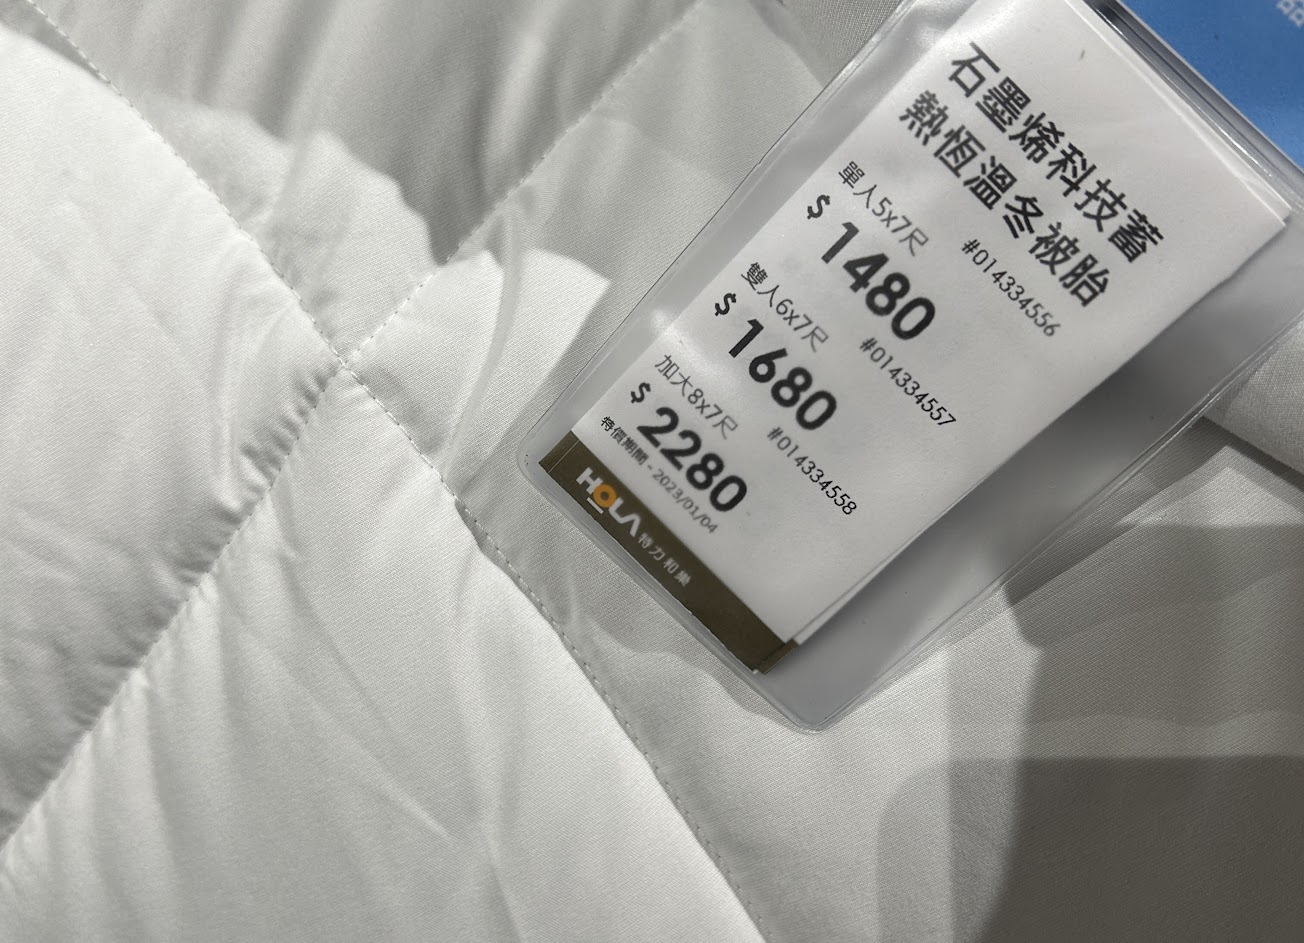 石墨烯科技蓄
熱恆溫冬被胎
單人5x7尺 #014334556
$1480
雙人6x7尺 #014334557
$1680
加大8x7尺 #014334558
$2280
特價期間-2023/01/04
HOLA 特力和樂
品